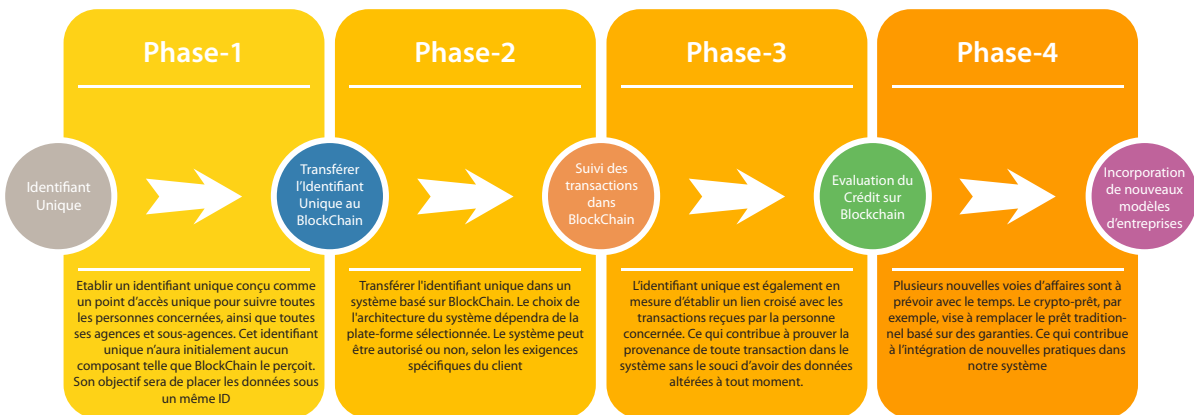 Phase-1
Phase-2
Phase-3
Phase-4
Identifiant
Unique
Transférer
l'Identifiant
Unique au
BlockChain
Suivi des
transactions
dans
BlockChain
Evaluation du
Crédit sur
Blockchain
Incorporation
de nouveaux
modèles
d'entreprises
Etablir un identifiant unique conçu comme
un point d'accès unique pour suivre toutes
les personnes concernées, ainsi que toutes
ses agences et sous-agences. Cet identifiant
unique n'aura initialement aucun
composant telle que BlockChain le perçoit.
Son objectif sera de placer les données sous
un même ID
Transférer l'identifiant unique dans un
système basé sur BlockChain. Le choix de
l'architecture du système dépendra de la
plate-forme sélectionnée. Le système peut
être autorisé ou non, selon les exigences
spécifiques du client
L'identifiant unique est également en
mesure d'établir un lien croisé avec les
transactions reçues par la personne
concernée. Ce qui contribue à prouver la
provenance de toute transaction dans le
système sans le souci d'avoir des données
altérées à tout moment.
Plusieurs nouvelles voies d'affaires sont à
prévoir avec le temps. Le crypto-prêt, par
exemple, vise à remplacer le prêt tradition-
nel basé sur des garanties. Ce qui contribue
à l'intégration de nouvelles pratiques dans
notre système